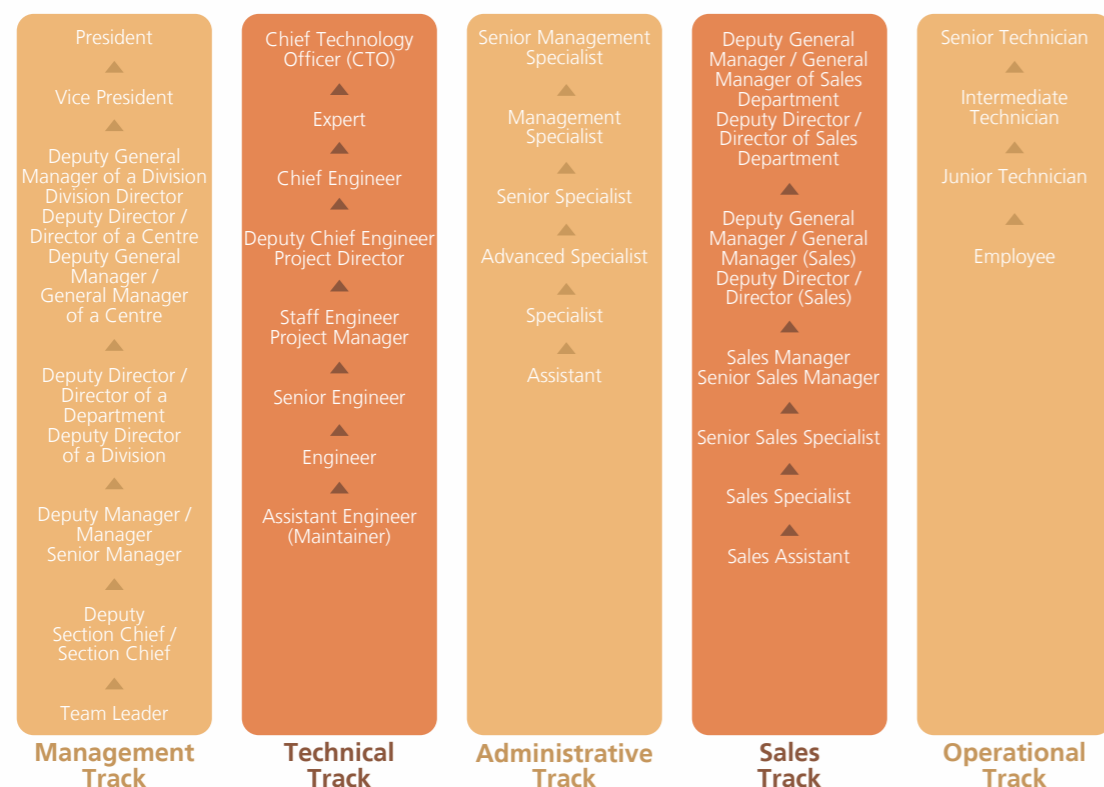 President
Vice President
Deputy General
Manager of a Division
Division Director
Deputy Director /
Director of a Centre
Deputy General
Manager /
General Manager
of a Centre
Deputy Director /
Director of a
Department
Deputy Director
of a Division
Deputy Manager /
Manager
Senior Manager
Deputy
Section Chief /
Section Chief
Team Leader
Management
Track
Chief Technology
Officer (CTO)
Expert
Chief Engineer
Deputy Chief Engineer
Project Director
Staff Engineer
Project Manager
Senior Engineer
Engineer
Assistant Engineer
(Maintainer)
Technical
Track
Senior Management
Specialist
Management
Specialist
Senior Specialist
Advanced Specialist
Specialist
Assistant
Administrative
Track
Deputy General
Manager / General
Manager of Sales
Department
Deputy Director /
Director of Sales
Department
Deputy General
Manager / General
Manager (Sales)
Deputy Director /
Director (Sales)
Sales Manager
Senior Sales Manager
Senior Sales Specialist
Sales Specialist
Sales Assistant
Sales
Track
Senior Technician
Intermediate
Technician
Junior Technician
Employee
Operational
Track